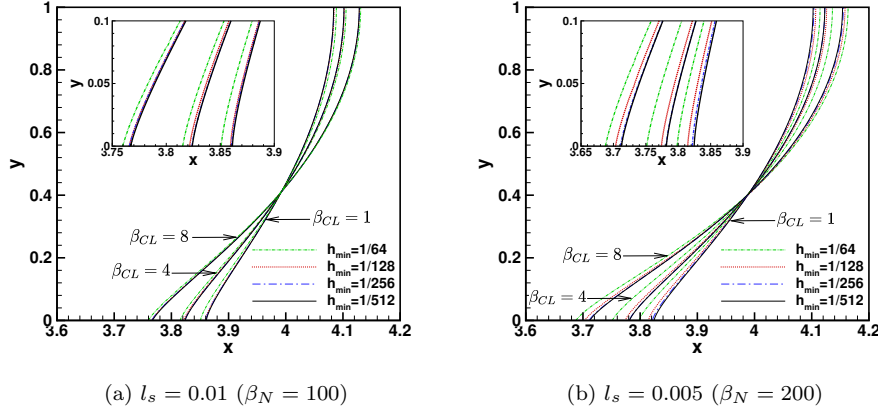 y
1
0.8
0.6
0.4
0.2
0
3.6
3.7
3.8
3.9
4
4.1
4.2
x
y
0.1
0.05
0
3.75
3.8
3.85
3.9
x
β_CL = 8
β_CL = 4
β_CL = 1
h_min=1/64
h_min=1/128
h_min=1/256
h_min=1/512
(a) l_s = 0.01 (β_N = 100)
y
1
0.8
0.6
0.4
0.2
0
3.6
3.7
3.8
3.9
4
4.1
4.2
x
y
0.1
0.05
0
3.65
3.7
3.75
3.8
3.85
3.9
x
β_CL = 8
β_CL = 4
β_CL = 1
h_min=1/64
h_min=1/128
h_min=1/256
h_min=1/512
(b) l_s = 0.005 (β_N = 200)